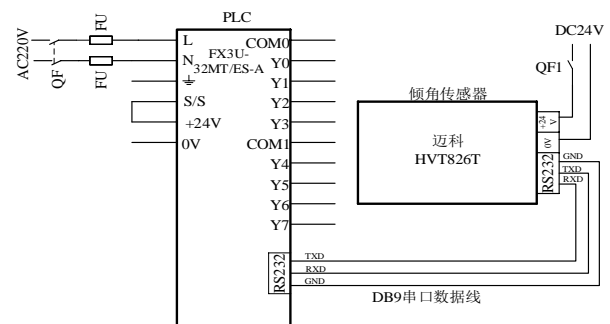 PLC
AC220V
QF
FU
FU
L
N
S/S
+24V
0V
FX3U-
32MT/ES-A
COM0
Y0
Y1
Y2
Y3
COM1
Y4
Y5
Y6
Y7
RS232
TXD
RXD
GND
DB9串口数据线
倾角传感器
迈科
HVT826T
+24
V
0V
RS232
GND
TXD
RXD
QF1
DC24V